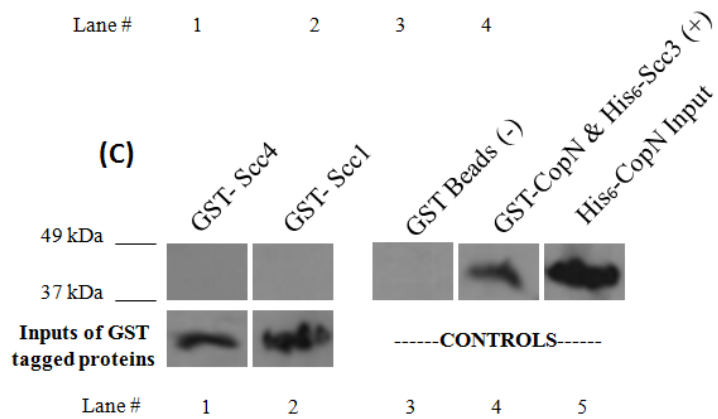 Lane # 1 2 3 4
(C)
GST- Scc4
GST- Scc1
GST Beads (-)
GST-CopN & His₆-Scc3 (+)
His₆-CopN Input
49 kDa
37 kDa
Inputs of GST
tagged proteins
------CONTROLS------
Lane # 1 2 3 4 5